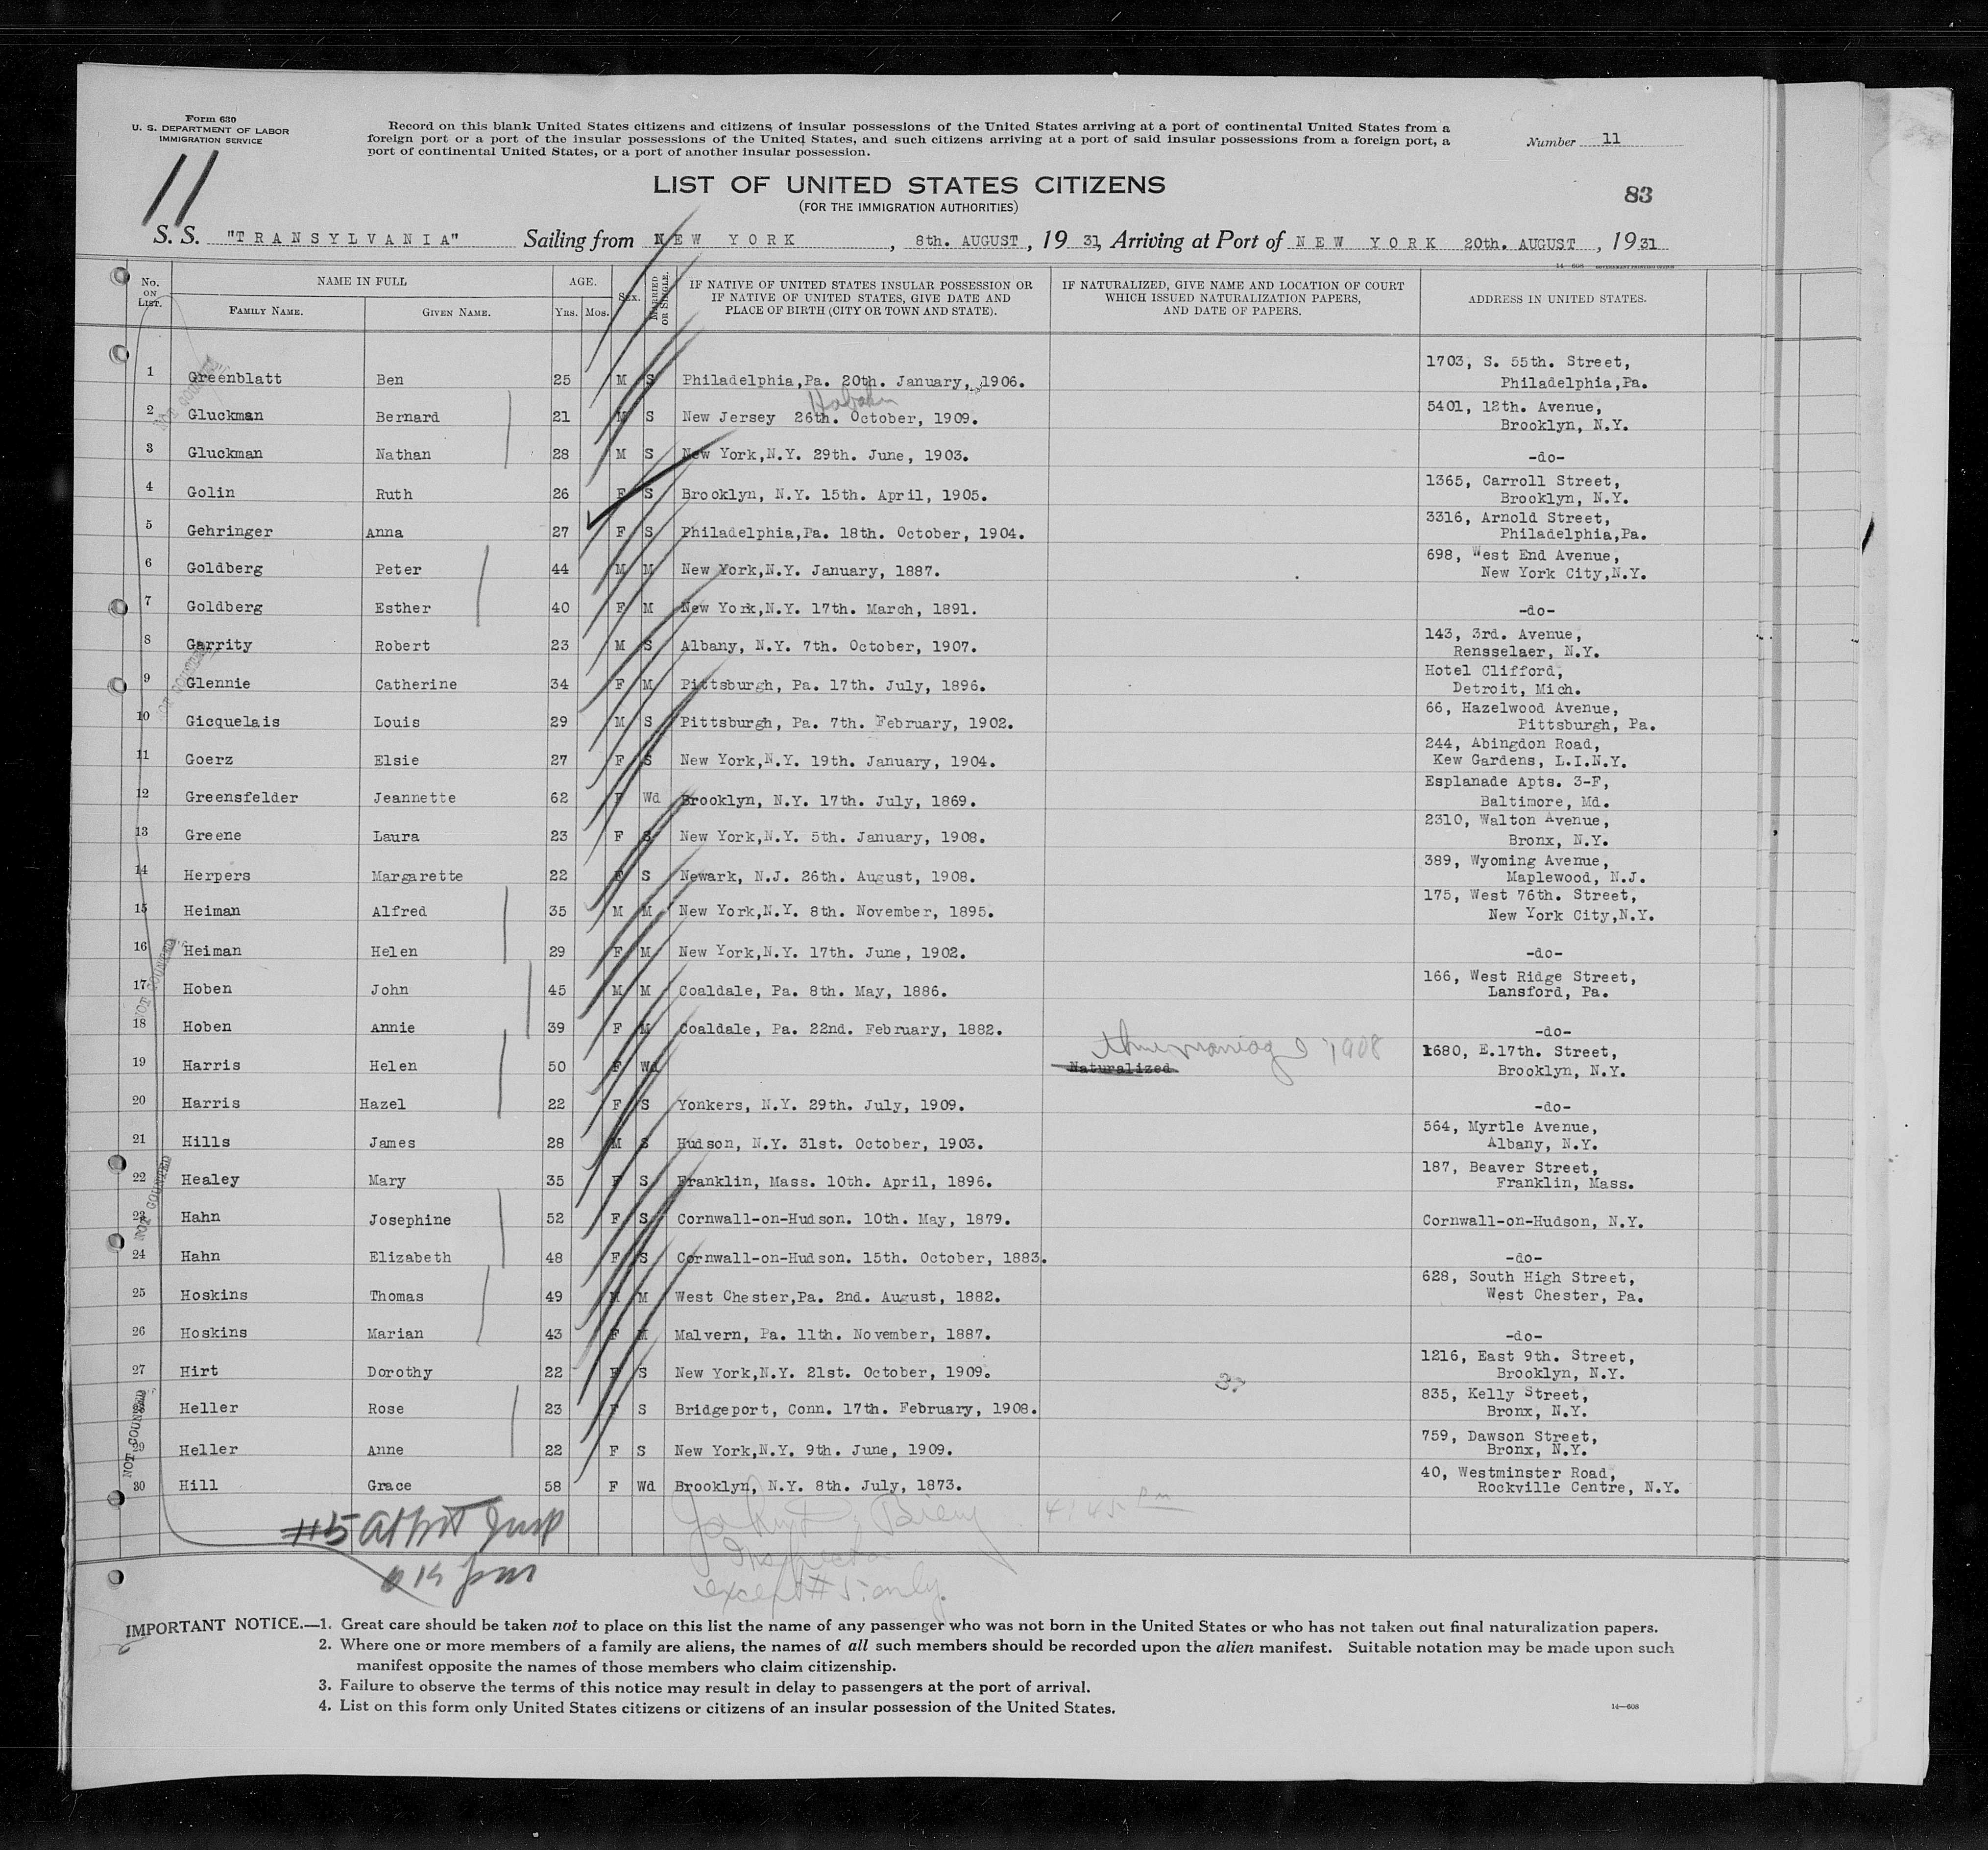 Form 630
U. S. DEPARTMENT OF LABOR
IMMIGRATION SERVICE
Record on this blank United States citizens and citizens of insular possessions of the United States arriving at a port of continental United States from a
foreign port or a port of the insular possessions of the United States, and such citizens arriving at a port of said insular possessions from a foreign port, a
port of continental United States, or a port of another insular possession.
Number 11
11
LIST OF UNITED STATES CITIZENS
(FOR THE IMMIGRATION AUTHORITIES)
83
S. S. "TRANSYLVANIA" Sailing from NEW YORK, 8th. AUGUST, 1931, Arriving at Port of NEW YORK 20th. AUGUST, 1931
14-608 GOVERNMENT PRINTING OFFICE
No. ON LIST. NAME IN FULL AGE. SEX. MARRIED OR SINGLE. IF NATIVE OF UNITED STATES INSULAR POSSESSION OR IF NATIVE OF UNITED STATES, GIVE DATE AND PLACE OF BIRTH (CITY OR TOWN AND STATE). IF NATURALIZED, GIVE NAME AND LOCATION OF COURT WHICH ISSUED NATURALIZATION PAPERS, AND DATE OF PAPERS. ADDRESS IN UNITED STATES.
FAMILY NAME. GIVEN NAME. Yrs. Mos.
1 Greenblatt Ben 25 M S Philadelphia,Pa. 20th. January, 1906. 1703, S. 55th. Street, Philadelphia,Pa.
Hoboken
2 Gluckman Bernard 21 M S New Jersey 26th. October, 1909. 5401, 12th. Avenue, Brooklyn, N.Y.
3 Gluckman Nathan 28 M S New York,N.Y. 29th. June, 1903. -do-
4 Golin Ruth 26 F S Brooklyn, N.Y. 15th. April, 1905. 1365, Carroll Street, Brooklyn, N.Y.
5 Gehringer Anna 27 F S Philadelphia,Pa. 18th. October, 1904. 3316, Arnold Street, Philadelphia,Pa.
6 Goldberg Peter 44 M M New York,N.Y. January, 1887. 698, West End Avenue, New York City,N.Y.
7 Goldberg Esther 40 F M New York,N.Y. 17th. March, 1891. -do-
8 Garrity Robert 23 M S Albany, N.Y. 7th. October, 1907. 143, 3rd. Avenue, Rensselaer, N.Y.
9 Glennie Catherine 34 F M Pittsburgh, Pa. 17th. July, 1896. Hotel Clifford, Detroit, Mich.
10 Gicquelais Louis 29 M S Pittsburgh, Pa. 7th. February, 1902. 66, Hazelwood Avenue, Pittsburgh, Pa.
11 Goerz Elsie 27 F S New York,N.Y. 19th. January, 1904. 244, Abingdon Road, Kew Gardens, L.I.N.Y.
12 Greensfelder Jeannette 62 F Wd Brooklyn, N.Y. 17th. July, 1869. Esplanade Apts. 3-F, Baltimore, Md.
13 Greene Laura 23 F S New York,N.Y. 5th. January, 1908. 2310, Walton Avenue, Bronx, N.Y.
14 Herpers Margarette 22 F S Newark, N.J. 26th. August, 1908. 389, Wyoming Avenue, Maplewood, N.J.
15 Heiman Alfred 35 M M New York,N.Y. 8th. November, 1895. 175, West 76th. Street, New York City,N.Y.
16 Heiman Helen 29 F M New York,N.Y. 17th. June, 1902. -do-
17 Hoben John 45 M M Coaldale, Pa. 8th. May, 1886. 166, West Ridge Street, Lansford, Pa.
18 Hoben Annie 39 F M Coaldale, Pa. 22nd. February, 1882. -do-
thru marriage 1908
19 Harris Helen 50 F Wd Naturalized 1680, E.17th. Street, Brooklyn, N.Y.
20 Harris Hazel 22 F S Yonkers, N.Y. 29th. July, 1909. -do-
21 Hills James 28 M S Hudson, N.Y. 31st. October, 1903. 564, Myrtle Avenue, Albany, N.Y.
22 Healey Mary 35 F S Franklin, Mass. 10th. April, 1896. 187, Beaver Street, Franklin, Mass.
23 Hahn Josephine 52 F S Cornwall-on-Hudson. 10th. May, 1879. Cornwall-on-Hudson, N.Y.
24 Hahn Elizabeth 48 F S Cornwall-on-Hudson. 15th. October, 1883. -do-
25 Hoskins Thomas 49 M M West Chester,Pa. 2nd. August, 1882. 628, South High Street, West Chester, Pa.
26 Hoskins Marian 43 F M Malvern, Pa. 11th. November, 1887. -do-
27 Hirt Dorothy 22 F S New York,N.Y. 21st. October, 1909. 1216, East 9th. Street, Brooklyn, N.Y.
Heller Rose 23 F S Bridgeport, Conn. 17th. February, 1908. 835, Kelly Street, Bronx, N.Y.
29 Heller Anne 22 F S New York,N.Y. 9th. June, 1909. 759, Dawson Street, Bronx, N.Y.
30 Hill Grace 58 F Wd Brooklyn, N.Y. 8th. July, 1873. 40, Westminster Road, Rockville Centre, N.Y.
NOT COUNTED
NOT COUNTED
NOT COUNTED
NOT COUNTED
NOT COUNTED
#5
4:45 pm
Inspector
except # 5 only.
IMPORTANT NOTICE.—1. Great care should be taken not to place on this list the name of any passenger who was not born in the United States or who has not taken out final naturalization papers.
2. Where one or more members of a family are aliens, the names of all such members should be recorded upon the alien manifest. Suitable notation may be made upon such
manifest opposite the names of those members who claim citizenship.
3. Failure to observe the terms of this notice may result in delay to passengers at the port of arrival.
4. List on this form only United States citizens or citizens of an insular possession of the United States.
14—608